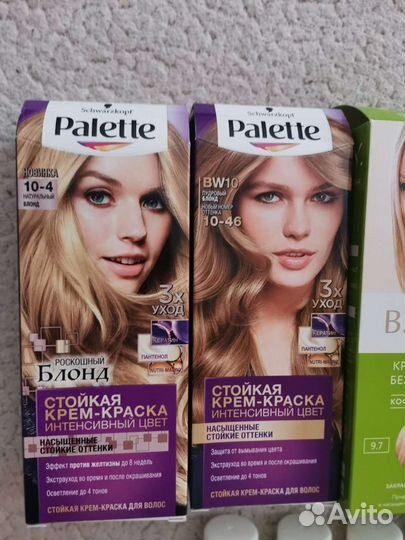 Schwarzkopf
Palette
НОВИНКА
10-4
НАТУРАЛЬНЫЙ
БЛОНД
3x
УХОД
КЕРАТИН
ПАНТЕНОЛ
РОСКОШНЫЙ
БЛОНД
СТОЙКАЯ
КРЕМ-КРАСКА
ИНТЕНСИВНЫЙ ЦВЕТ
НАСЫЩЕННЫЕ
СТОЙКИЕ ОТТЕНКИ
Эффект против желтизны до 8 недель
Экстрауход во время и после окрашивания
Осветление до 4 тонов
СТОЙКАЯ КРЕМ-КРАСКА ДЛЯ ВОЛОС
Schwarzkopf
Palette
BW10
ПУДРОВЫЙ
БЛОНД
НОВЫЙ НОМЕР
ОТТЕНКА
10-46
3x
УХОД
КЕРАТИН
ПАНТЕНОЛ
СТОЙКАЯ
КРЕМ-КРАСКА
ИНТЕНСИВНЫЙ ЦВЕТ
НАСЫЩЕННЫЕ
СТОЙКИЕ ОТТЕНКИ
Защита от вымывания цвета
Экстрауход во время и после окрашивания
Осветление до 4 тонов
СТОЙКАЯ КРЕМ-КРАСКА ДЛЯ ВОЛОС
9.7
Avito